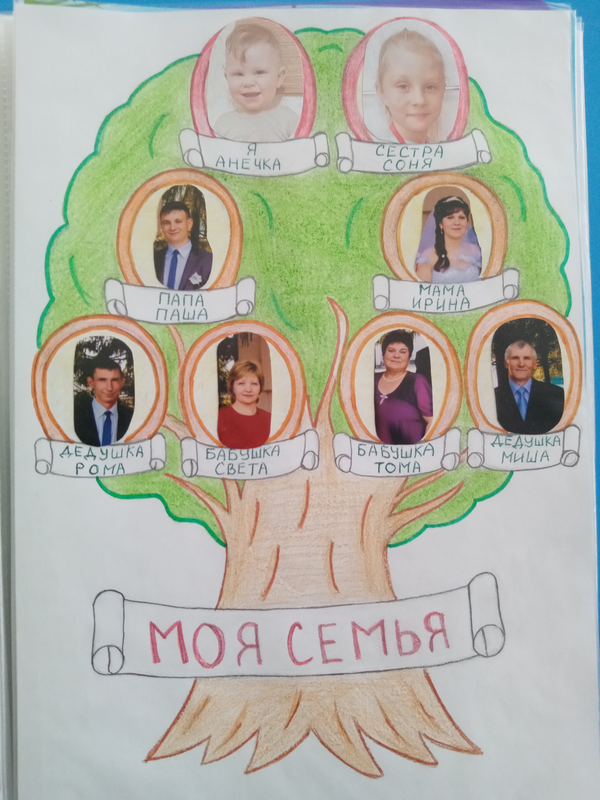 Я
АНЕЧКА
СЕСТРА
СОНЯ
ПАПА
ПАША
МАМА
ИРИНА
ДЕДУШКА
РОМА
БАБУШКА
СВЕТА
БАБУШКА
ТОМА
ДЕДУШКА
МИША
МОЯ СЕМЬЯ